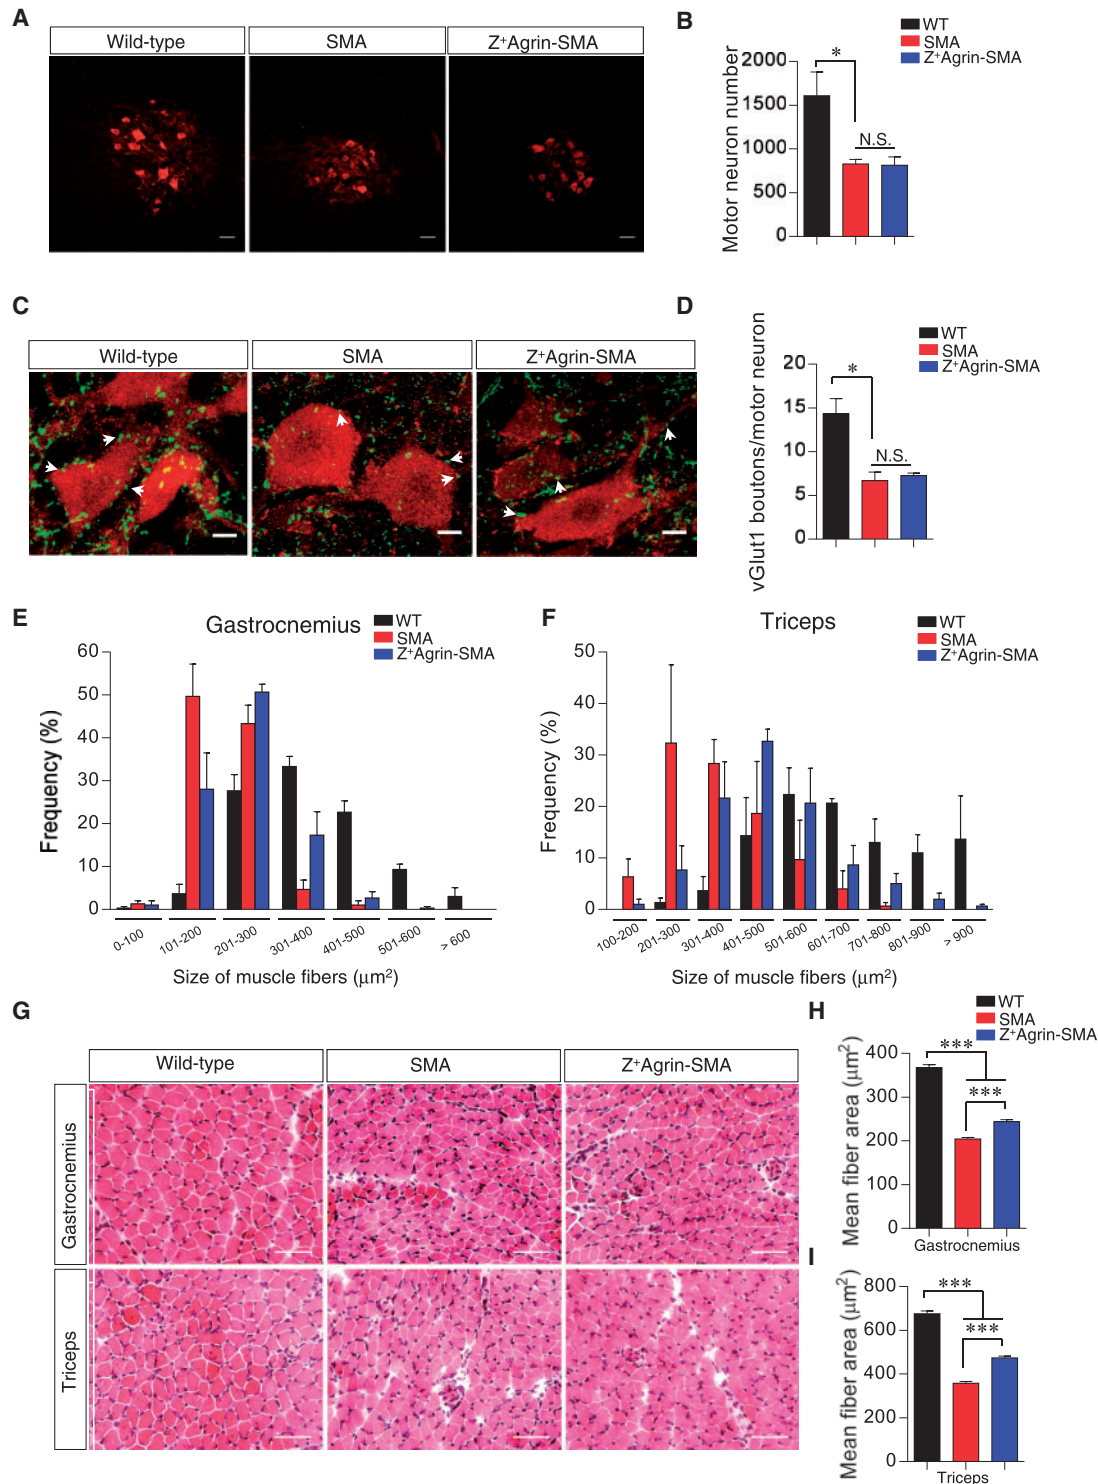 A
Wild-type SMA Z+Agrin-SMA
B
WT
SMA
Z+Agrin-SMA
Motor neuron number
2000
1500
1000
500
0
*
N.S.
C
Wild-type SMA Z+Agrin-SMA
D
WT
SMA
Z+Agrin-SMA
vGlut1 boutons/motor neuron
20
15
10
5
0
*
N.S.
E
Gastrocnemius
WT
SMA
Z+Agrin-SMA
Frequency (%)
60
50
40
30
20
10
0
0-100 101-200 201-300 301-400 401-500 501-600 > 600
Size of muscle fibers (μm²)
F
Triceps
WT
SMA
Z+Agrin-SMA
Frequency (%)
50
40
30
20
10
0
100-200 201-300 301-400 401-500 501-600 601-700 701-800 801-900 > 900
Size of muscle fibers (μm²)
G
Wild-type SMA Z+Agrin-SMA
Gastrocnemius
Triceps
H
WT
SMA
Z+Agrin-SMA
Mean fiber area (μm²)
400
300
200
100
0
***
***
Gastrocnemius
I
Mean fiber area (μm²)
800
600
400
200
0
***
***
Triceps